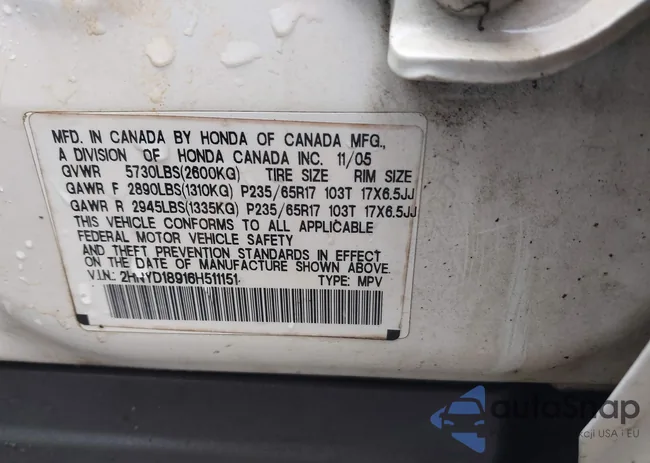 MFD. IN CANADA BY HONDA OF CANADA MFG.,
A DIVISION OF HONDA CANADA INC. 11/05
GVWR 5730LBS(2600KG) TIRE SIZE RIM SIZE
GAWR F 2890LBS(1310KG) P235/65R17 103T 17X6.5JJ
GAWR R 2945LBS(1335KG) P235/65R17 103T 17X6.5JJ
THIS VEHICLE CONFORMS TO ALL APPLICABLE
FEDERAL MOTOR VEHICLE SAFETY
AND THEFT PREVENTION STANDARDS IN EFFECT
ON THE DATE OF MANUFACTURE SHOWN ABOVE.
V.I.N.: 2HNYD18916H511151 TYPE: MPV
autoSnap
USA - EU